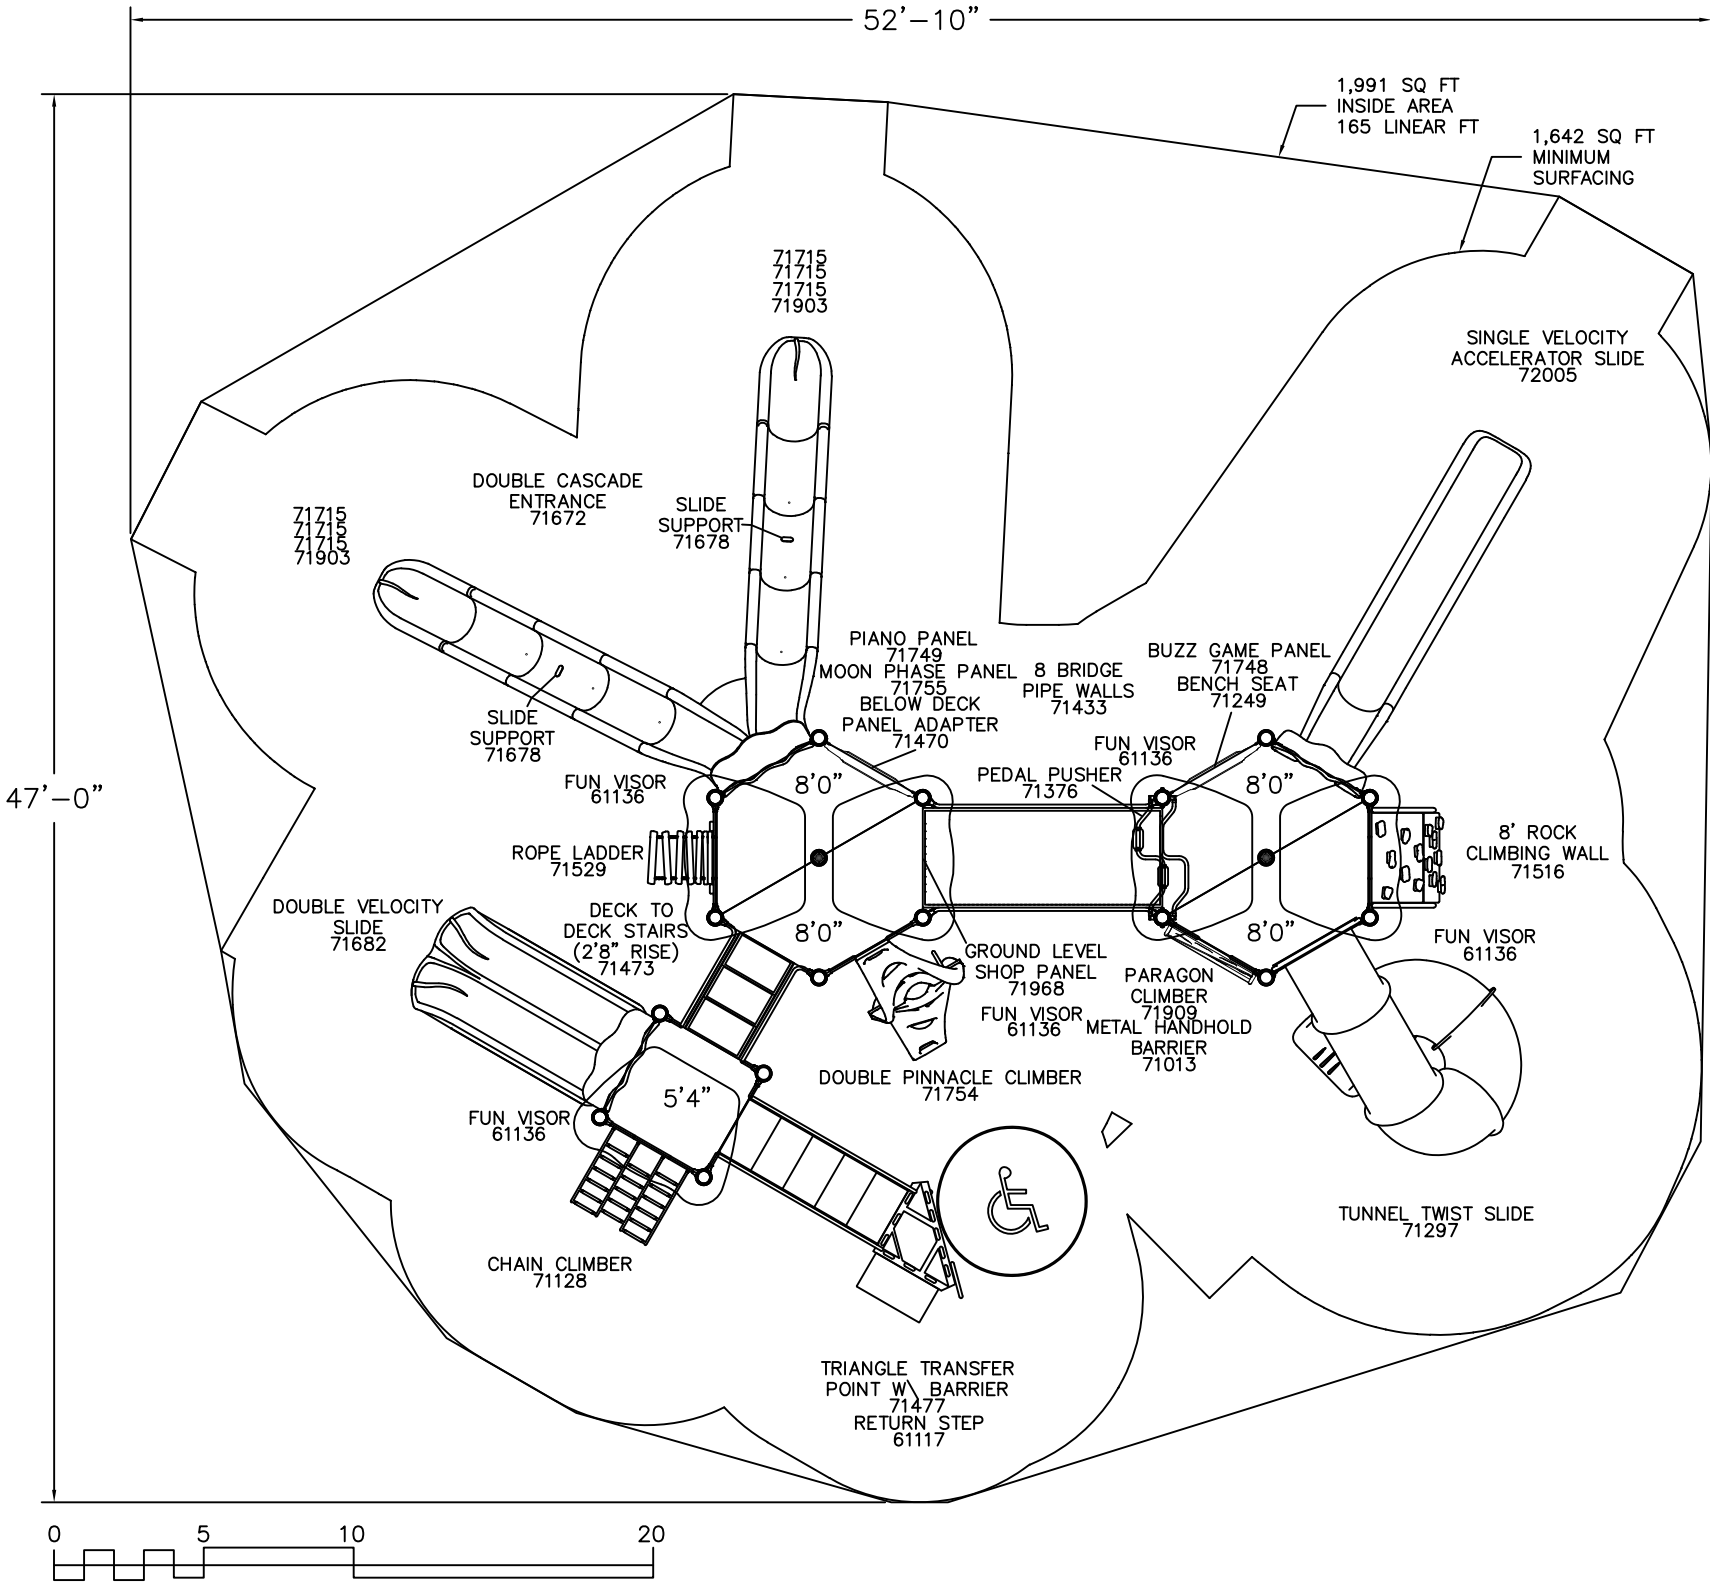 52'-10"
1,991 SQ FT
INSIDE AREA
165 LINEAR FT
1,642 SQ FT
MINIMUM
SURFACING
71715
71715
71715
71903
SINGLE VELOCITY
ACCELERATOR SLIDE
72005
DOUBLE CASCADE
ENTRANCE
71672
SLIDE
SUPPORT
71678
71715
71715
71715
71903
PIANO PANEL
71749
MOON PHASE PANEL
71755
BELOW DECK
PANEL ADAPTER
71470
8 BRIDGE
PIPE WALLS
71433
BUZZ GAME PANEL
71748
BENCH SEAT
71249
SLIDE
SUPPORT
71678
FUN VISOR
61136
FUN VISOR
61136
PEDAL PUSHER
71376
47'-0"
8'0"
8'0"
ROPE LADDER
71529
8' ROCK
CLIMBING WALL
71516
DOUBLE VELOCITY
SLIDE
71682
DECK TO
DECK STAIRS
(2'8" RISE)
71473
8'0"
8'0"
GROUND LEVEL
SHOP PANEL
71968
FUN VISOR
61136
PARAGON
CLIMBER
71909
METAL HANDHOLD
BARRIER
71013
FUN VISOR
61136
DOUBLE PINNACLE CLIMBER
71754
5'4"
FUN VISOR
61136
TUNNEL TWIST SLIDE
71297
CHAIN CLIMBER
71128
TRIANGLE TRANSFER
POINT W\ BARRIER
71477
RETURN STEP
61117
0 5 10 20